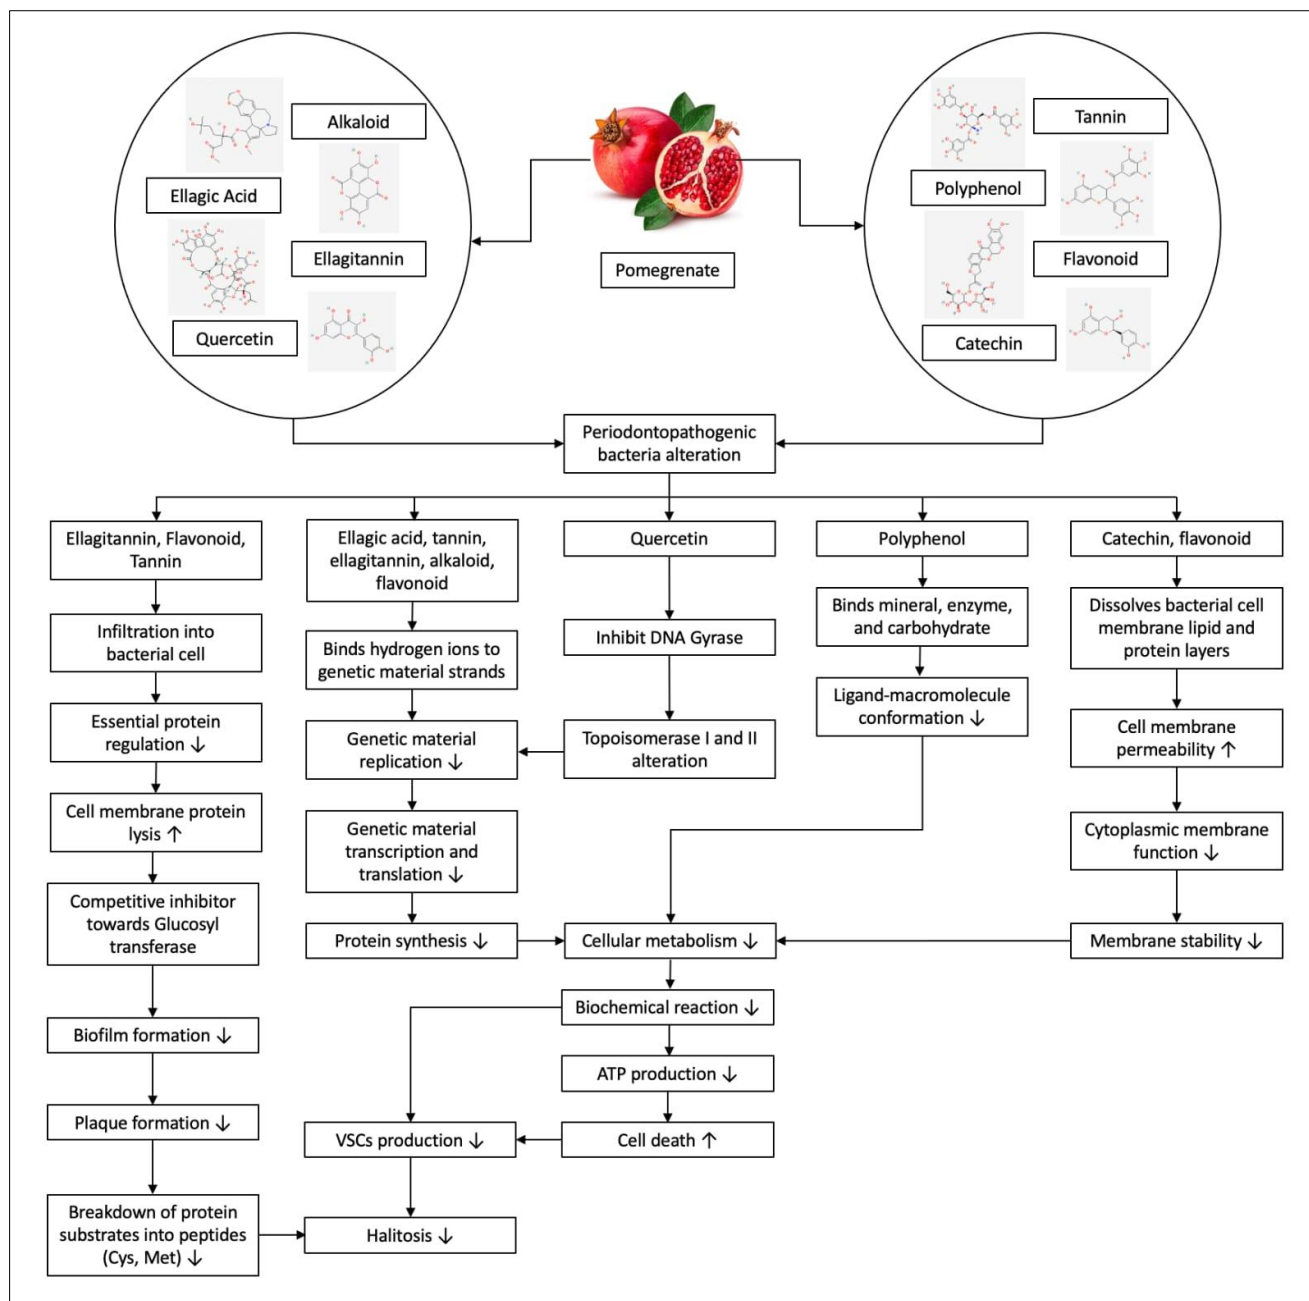 Alkaloid
Ellagic Acid
Ellagitannin
Quercetin
Pomegrenate
Tannin
Polyphenol
Flavonoid
Catechin
Periodontopathogenic
bacteria alteration
Ellagitannin, Flavonoid,
Tannin
Infiltration into
bacterial cell
Essential protein
regulation ↓
Cell membrane protein
lysis ↑
Competitive inhibitor
towards Glucosyl
transferase
Biofilm formation ↓
Plaque formation ↓
Breakdown of protein
substrates into peptides
(Cys, Met) ↓
Ellagic acid, tannin,
ellagitannin, alkaloid,
flavonoid
Binds hydrogen ions to
genetic material strands
Genetic material
replication ↓
Genetic material
transcription and
translation ↓
Protein synthesis ↓
Quercetin
Inhibit DNA Gyrase
Topoisomerase I and II
alteration
Polyphenol
Binds mineral, enzyme,
and carbohydrate
Ligand-macromolecule
conformation ↓
Catechin, flavonoid
Dissolves bacterial cell
membrane lipid and
protein layers
Cell membrane
permeability ↑
Cytoplasmic membrane
function ↓
Membrane stability ↓
Cellular metabolism ↓
Biochemical reaction ↓
ATP production ↓
Cell death ↑
VSCs production ↓
Halitosis ↓